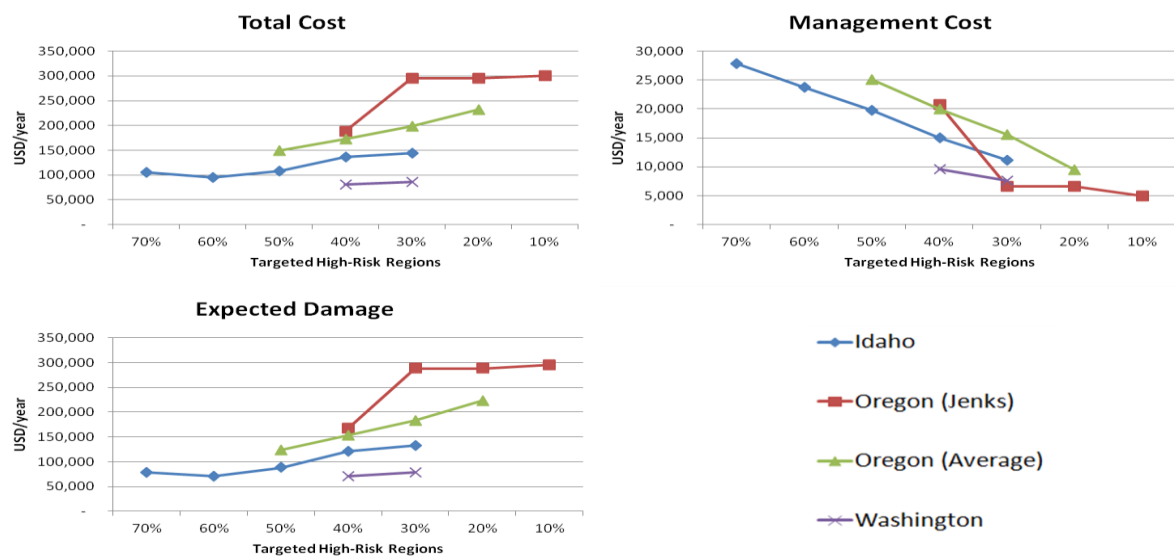 Total Cost
350,000
300,000
250,000
200,000
150,000
100,000
50,000
-
USD/year
70% 60% 50% 40% 30% 20% 10%
Targeted High-Risk Regions
Management Cost
30,000
25,000
20,000
15,000
10,000
5,000
-
USD/year
70% 60% 50% 40% 30% 20% 10%
Targeted High-Risk Regions
Expected Damage
350,000
300,000
250,000
200,000
150,000
100,000
50,000
-
USD/year
70% 60% 50% 40% 30% 20% 10%
Targeted High-Risk Regions
Idaho
Oregon (Jenks)
Oregon (Average)
Washington